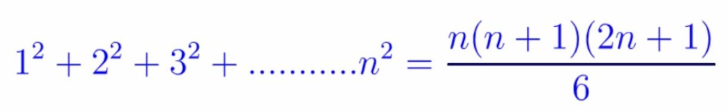 1² + 2² + 3² + ...........n² = n(n + 1)(2n + 1) / 6